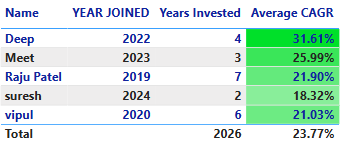 Name YEAR JOINED Years Invested Average CAGR
Deep 2022 4 31.61%
Meet 2023 3 25.99%
Raju Patel 2019 7 21.90%
suresh 2024 2 18.32%
vipul 2020 6 21.03%
Total 2026 23.77%